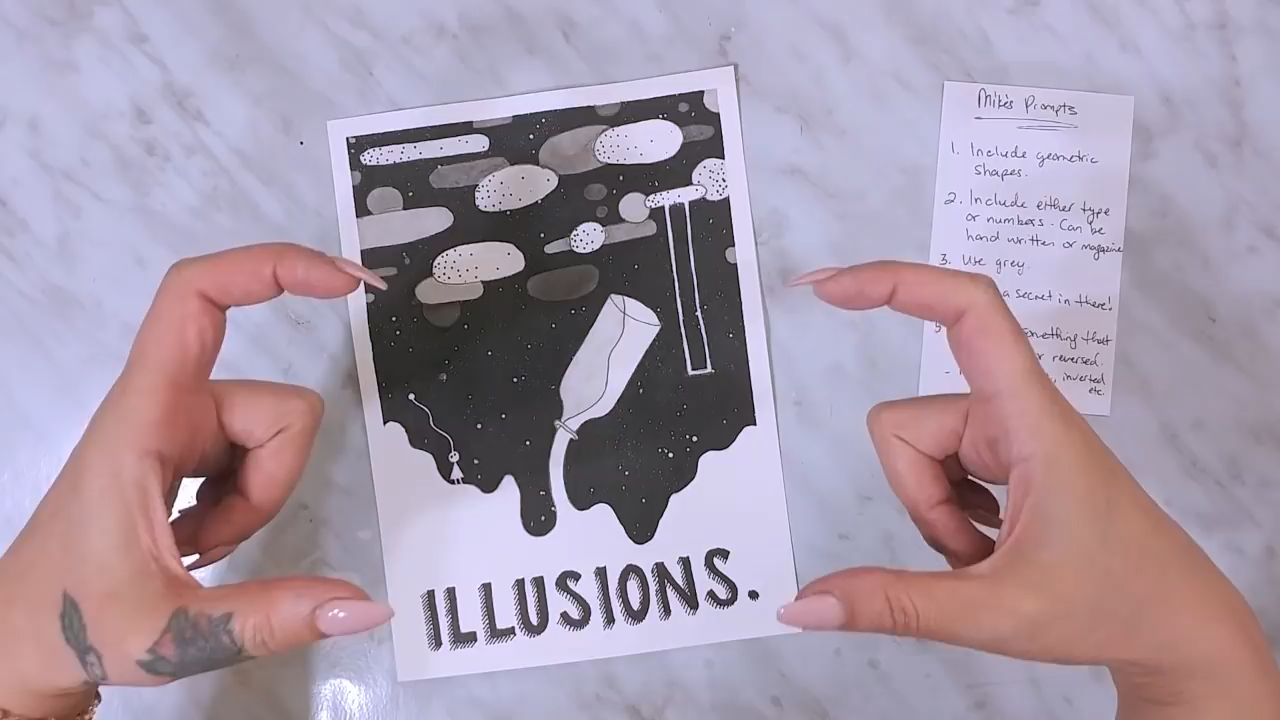 ILLUSIONS.
Mike's Prompts
1. Include geometric
shapes.
2. Include either type
or numbers. Can be
hand written or magazine
3. Use grey.
a secret in there!
5
something that
or reversed.
inverted
etc.